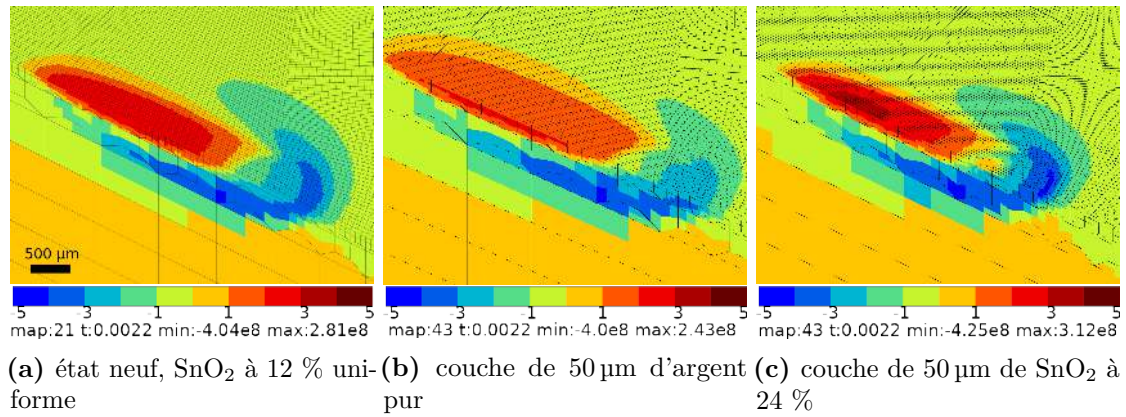 500 µm
-5 -3 -1 1 3 5
map:21 t:0.0022 min:-4.04e8 max:2.81e8
-5 -3 -1 1 3 5
map:43 t:0.0022 min:-4.0e8 max:2.43e8
-5 -3 -1 1 3 5
map:43 t:0.0022 min:-4.25e8 max:3.12e8
(a) état neuf, SnO₂ à 12 % uni-
forme
(b) couche de 50 µm d'argent
pur
(c) couche de 50 µm de SnO₂ à
24 %